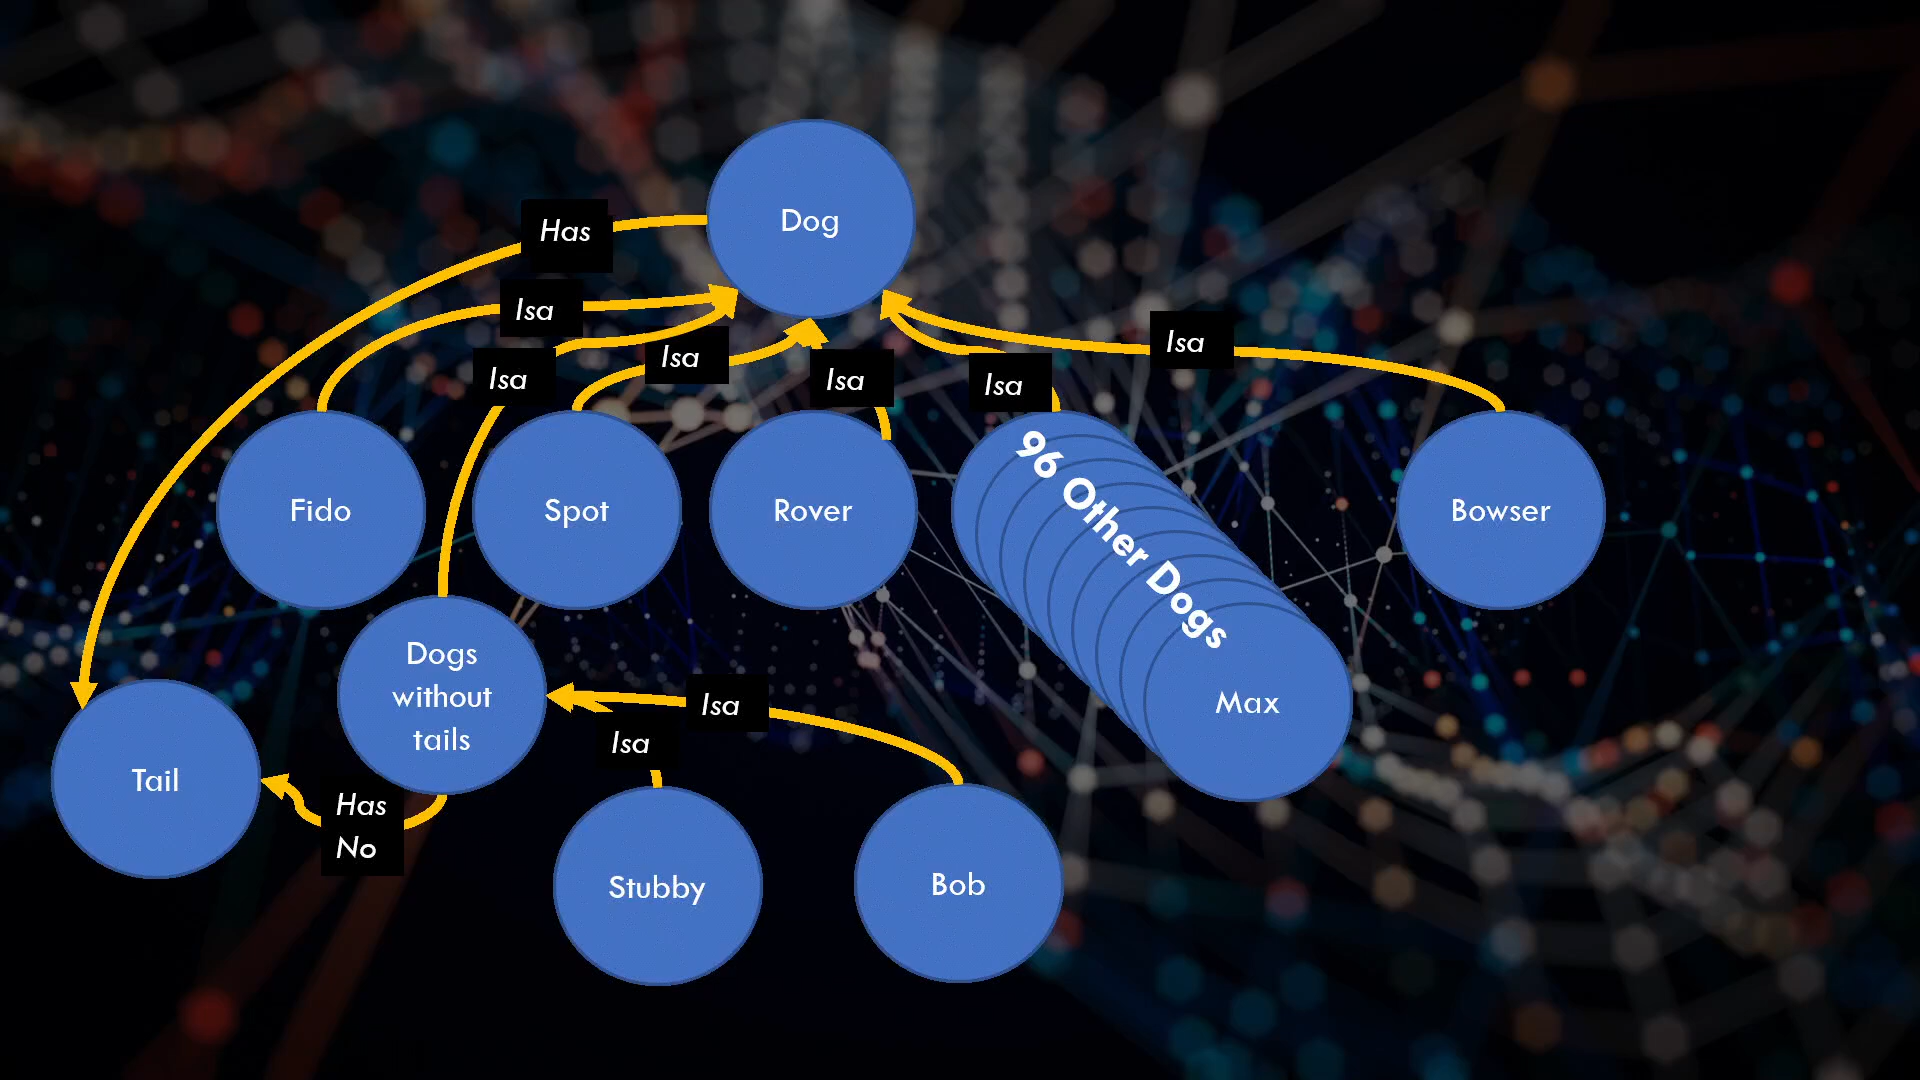 Dog
Has
Isa
Isa
Isa
Isa
Isa
Isa
Fido
Spot
Rover
96 Other Dogs
Bowser
Dogs
without
tails
Isa
Isa
Max
Tail
Has
No
Stubby
Bob